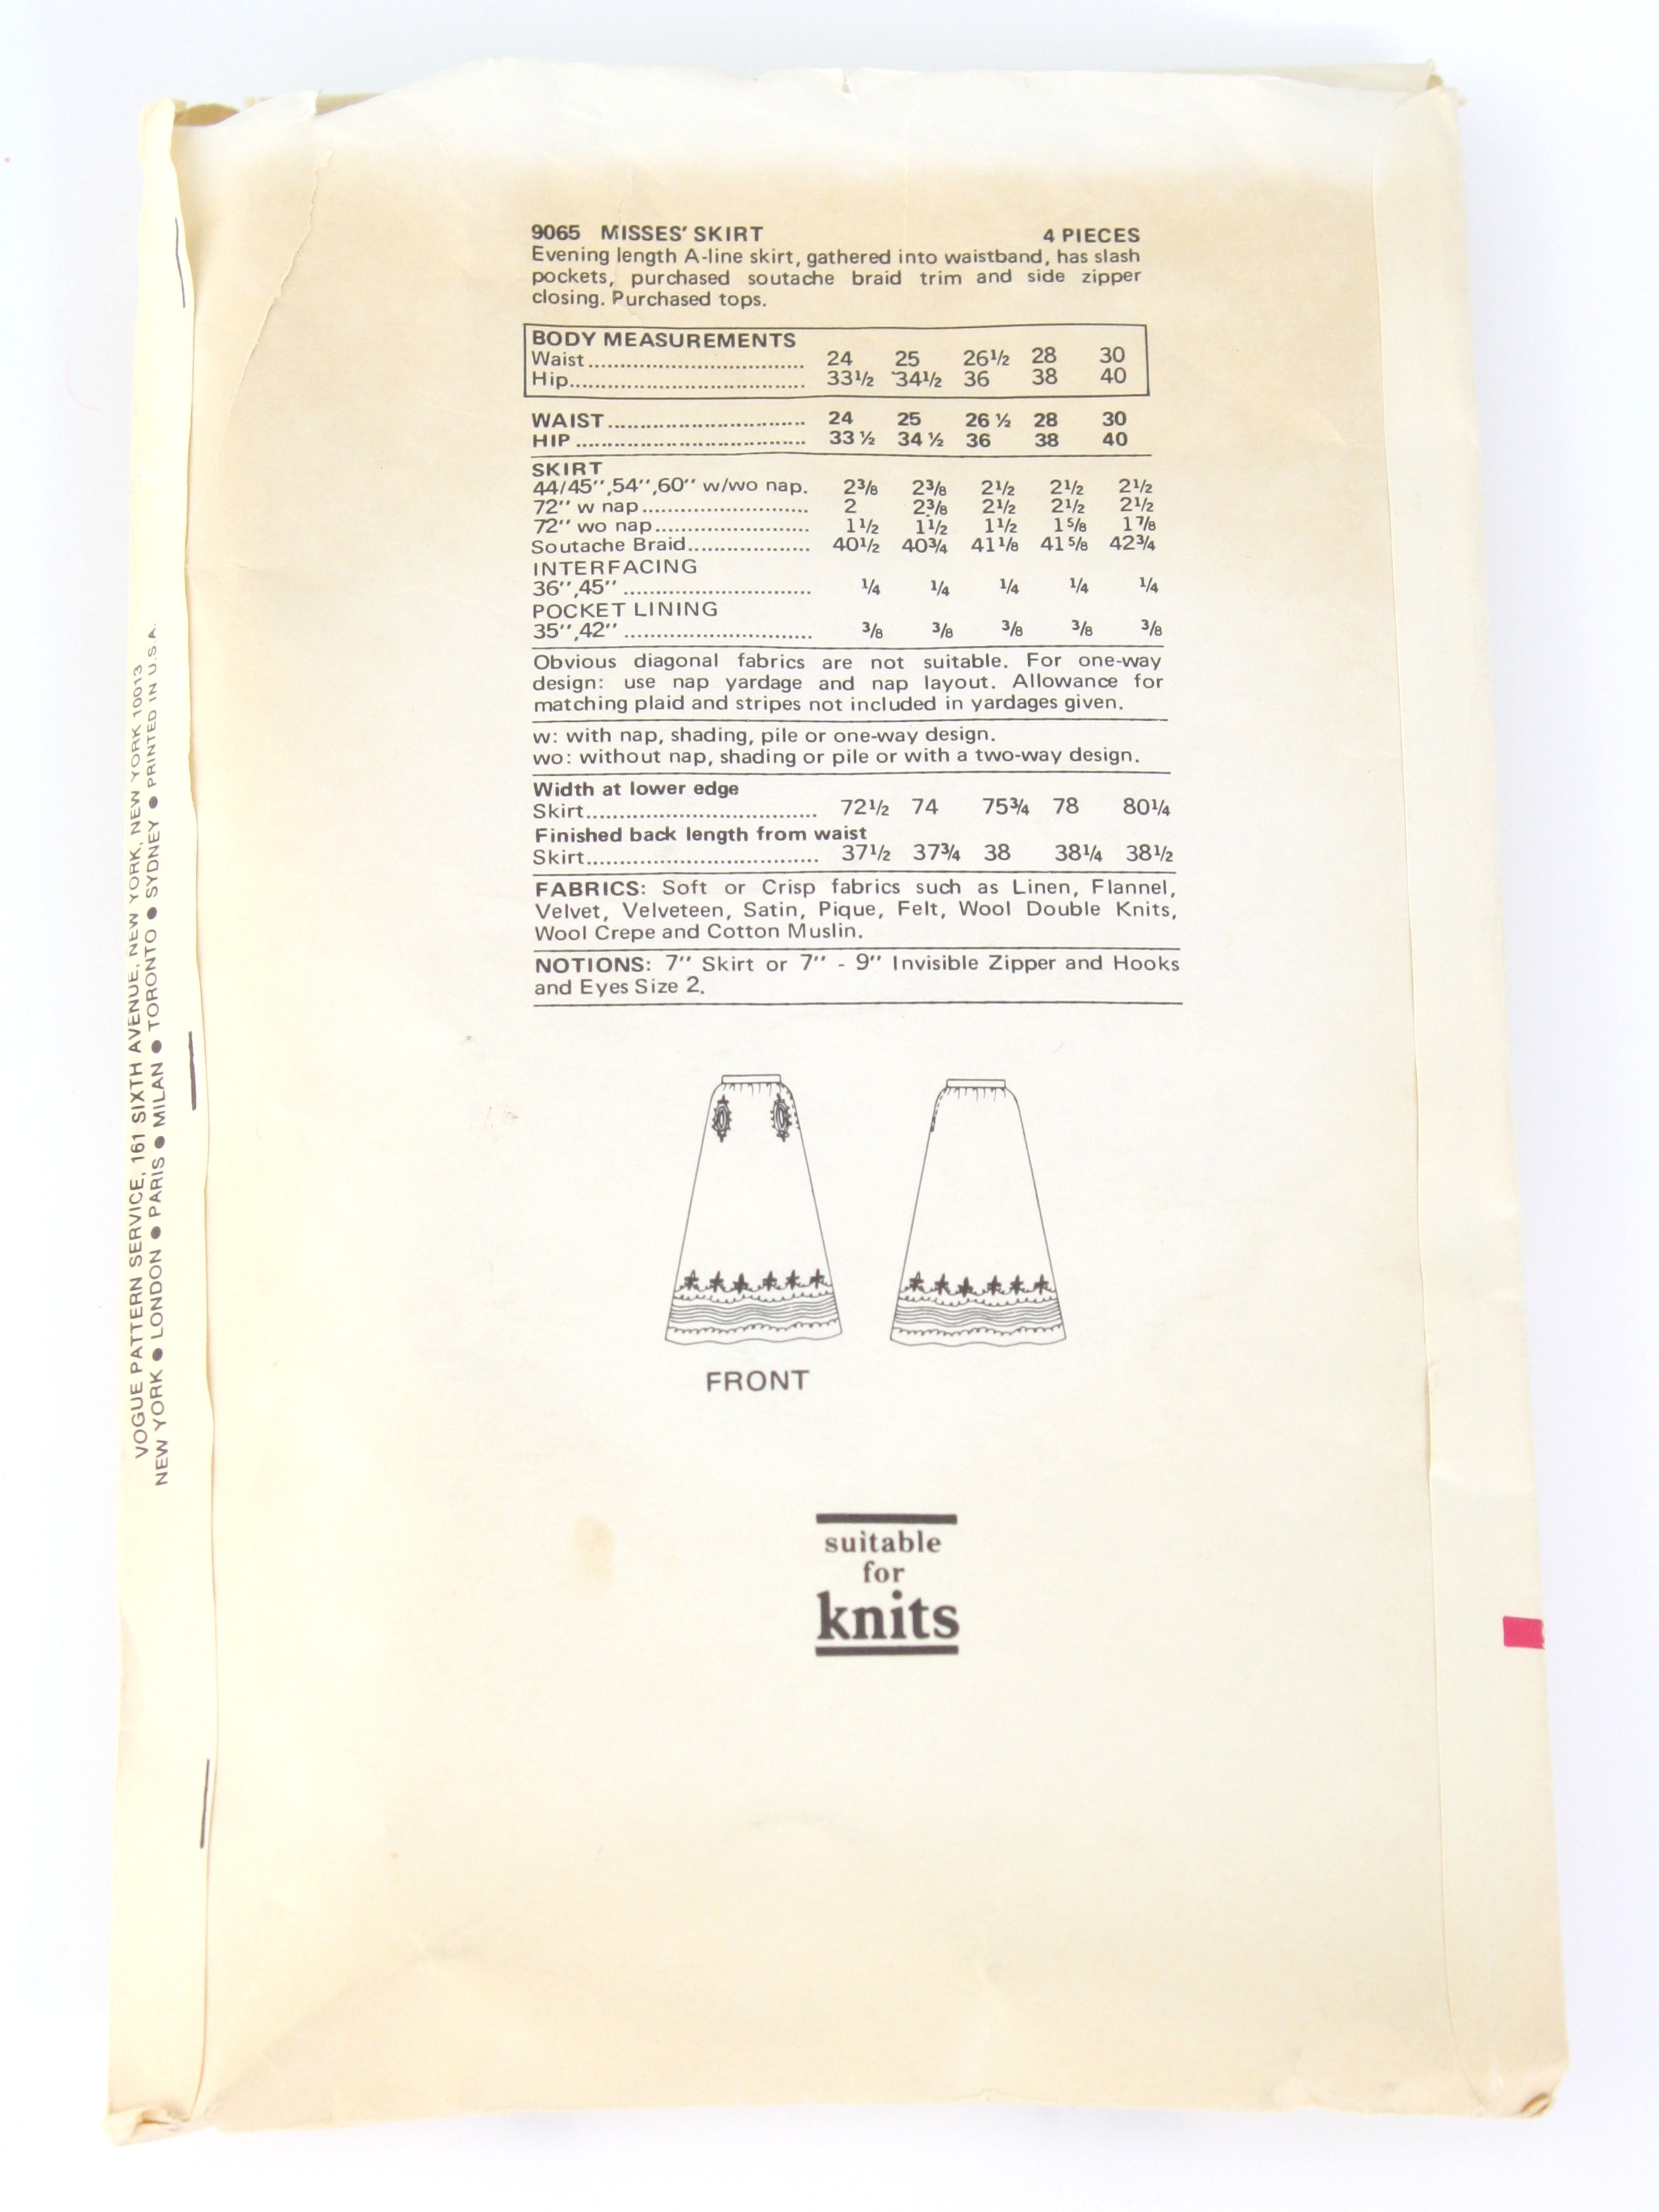 9065 MISSES' SKIRT 4 PIECES
Evening length A-line skirt, gathered into waistband, has slash
pockets, purchased soutache braid trim and side zipper
closing. Purchased tops.
BODY MEASUREMENTS
Waist.................................. 24 25 26½ 28 30
Hip..................................... 33½ 34½ 36 38 40
WAIST.............................. 24 25 26 ½ 28 30
HIP ................................... 33 ½ 34 ½ 36 38 40
SKIRT
44/45'',54'',60'' w/wo nap. 2⅜ 2⅜ 2½ 2½ 2½
72'' w nap.......................... 2 2⅜ 2½ 2½ 2½
72'' wo nap........................ 1½ 1½ 1½ 1⅝ 1⅞
Soutache Braid................... 40½ 40¾ 41⅛ 41⅝ 42¾
INTERFACING
36'',45'' ............................. ¼ ¼ ¼ ¼ ¼
POCKET LINING
35'',42'' ............................. ⅜ ⅜ ⅜ ⅜ ⅜
Obvious diagonal fabrics are not suitable. For one-way
design: use nap yardage and nap layout. Allowance for
matching plaid and stripes not included in yardages given.
w: with nap, shading, pile or one-way design.
wo: without nap, shading or pile or with a two-way design.
Width at lower edge
Skirt.................................... 72½ 74 75¾ 78 80¼
Finished back length from waist
Skirt.................................... 37½ 37¾ 38 38¼ 38½
FABRICS: Soft or Crisp fabrics such as Linen, Flannel,
Velvet, Velveteen, Satin, Pique, Felt, Wool Double Knits,
Wool Crepe and Cotton Muslin.
NOTIONS: 7'' Skirt or 7'' - 9'' Invisible Zipper and Hooks
and Eyes Size 2.
FRONT
suitable
for
knits
VOGUE PATTERN SERVICE, 161 SIXTH AVENUE, NEW YORK, NEW YORK 10013
NEW YORK ● LONDON ● PARIS ● MILAN ● TORONTO ● SYDNEY ● PRINTED IN U.S.A.